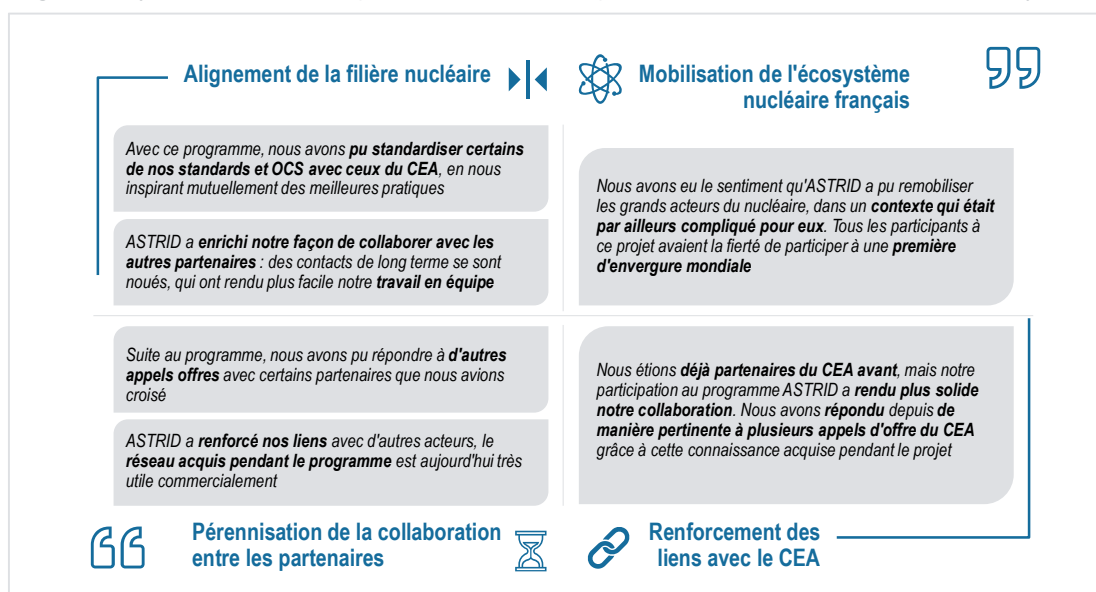 Alignement de la filière nucléaire
Avec ce programme, nous avons pu standardiser certains
de nos standards et OCS avec ceux du CEA, en nous
inspirant mutuellement des meilleures pratiques
ASTRID a enrichi notre façon de collaborer avec les
autres partenaires : des contacts de long terme se sont
noués, qui ont rendu plus facile notre travail en équipe
Mobilisation de l'écosystème
nucléaire français
Nous avons eu le sentiment qu'ASTRID a pu remobiliser
les grands acteurs du nucléaire, dans un contexte qui était
par ailleurs compliqué pour eux. Tous les participants à
ce projet avaient la fierté de participer à une première
d'envergure mondiale
Suite au programme, nous avons pu répondre à d'autres
appels offres avec certains partenaires que nous avions
croisé
ASTRID a renforcé nos liens avec d'autres acteurs, le
réseau acquis pendant le programme est aujourd'hui très
utile commercialement
Pérennisation de la collaboration
entre les partenaires
Nous étions déjà partenaires du CEA avant, mais notre
participation au programme ASTRID a rendu plus solide
notre collaboration. Nous avons répondu depuis de
manière pertinente à plusieurs appels d'offre du CEA
grâce à cette connaissance acquise pendant le projet
Renforcement des
liens avec le CEA